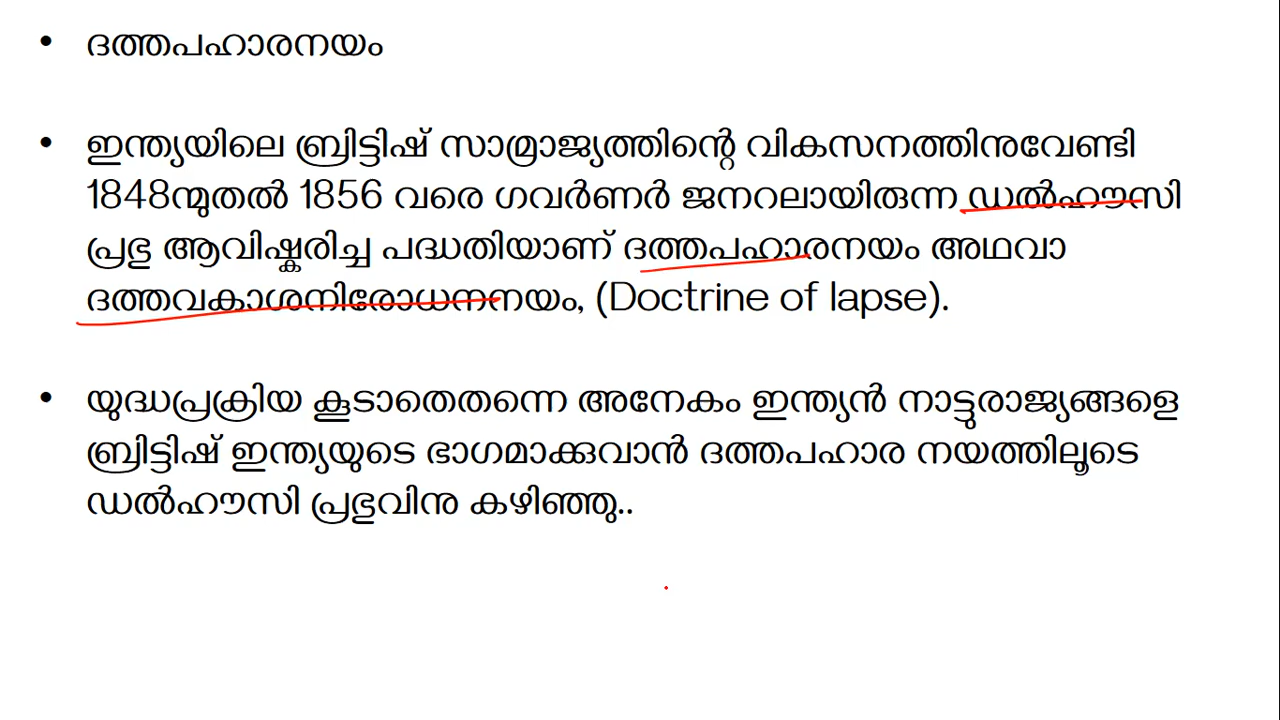 • ദത്തപഹാരനയം
• ഇന്ത്യയിലെ ബ്രിട്ടിഷ് സാമ്രാജ്യത്തിന്റെ വികസനത്തിനുവേണ്ടി
1848ന്മുതൽ 1856 വരെ ഗവർണർ ജനറലായിരുന്ന ഡൽഹൗസി
പ്രഭു ആവിഷ്കരിച്ച പദ്ധതിയാണ് ദത്തപഹാരനയം അഥവാ
ദത്തവകാശനിരോധനനയം, (Doctrine of lapse).
• യുദ്ധപ്രക്രിയ കൂടാതെതന്നെ അനേകം ഇന്ത്യൻ നാട്ടുരാജ്യങ്ങളെ
ബ്രിട്ടിഷ് ഇന്ത്യയുടെ ഭാഗമാക്കുവാൻ ദത്തപഹാര നയത്തിലൂടെ
ഡൽഹൗസി പ്രഭുവിനു കഴിഞ്ഞു..